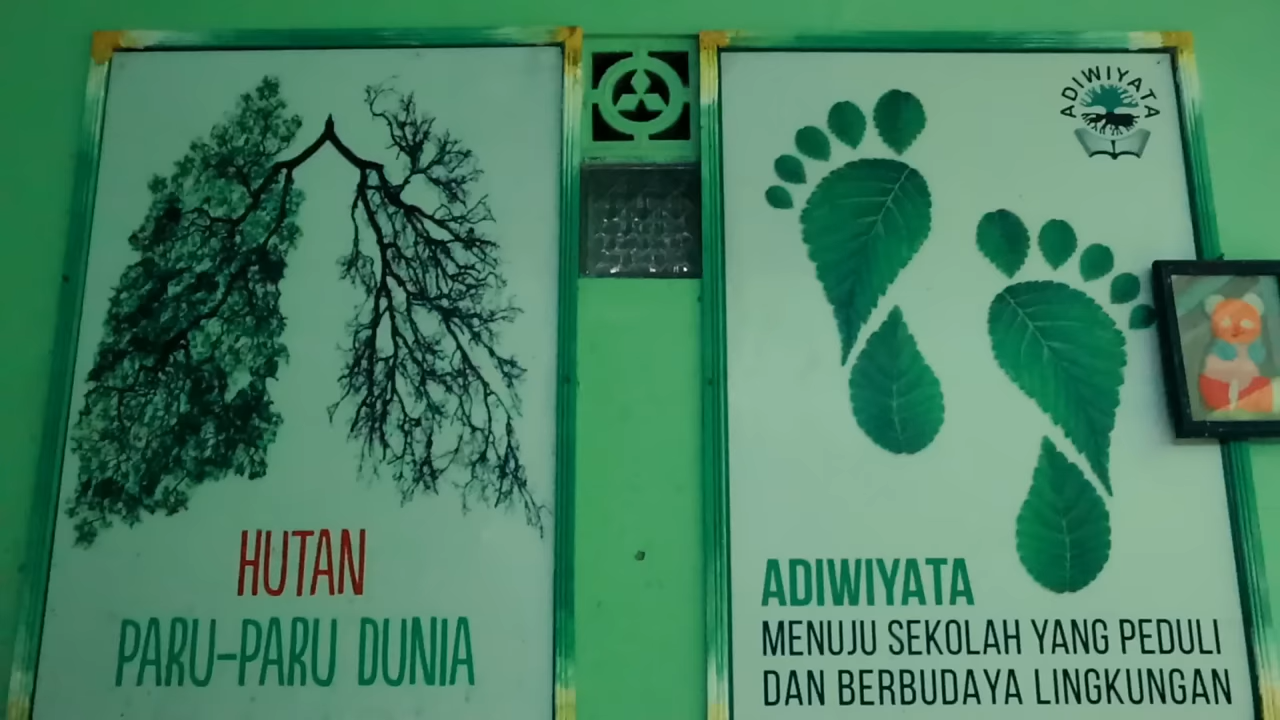 HUTAN
PARU-PARU DUNIA
ADIWIYATA
ADIWIYATA
MENUJU SEKOLAH YANG PEDULI
DAN BERBUDAYA LINGKUNGAN